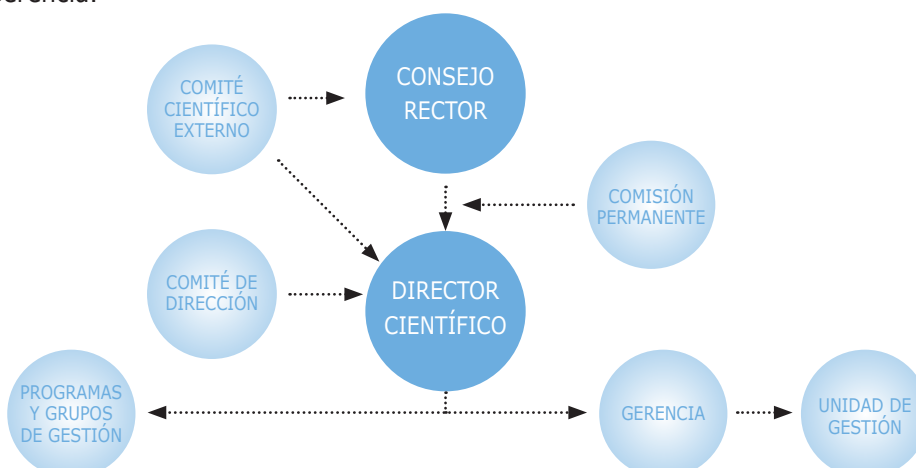 CONSEJO
RECTOR
COMITÉ
CIENTÍFICO
EXTERNO
COMISIÓN
PERMANENTE
COMITÉ DE
DIRECCIÓN
DIRECTOR
CIENTÍFICO
PROGRAMAS
Y GRUPOS
DE GESTIÓN
GERENCIA
UNIDAD DE
GESTIÓN